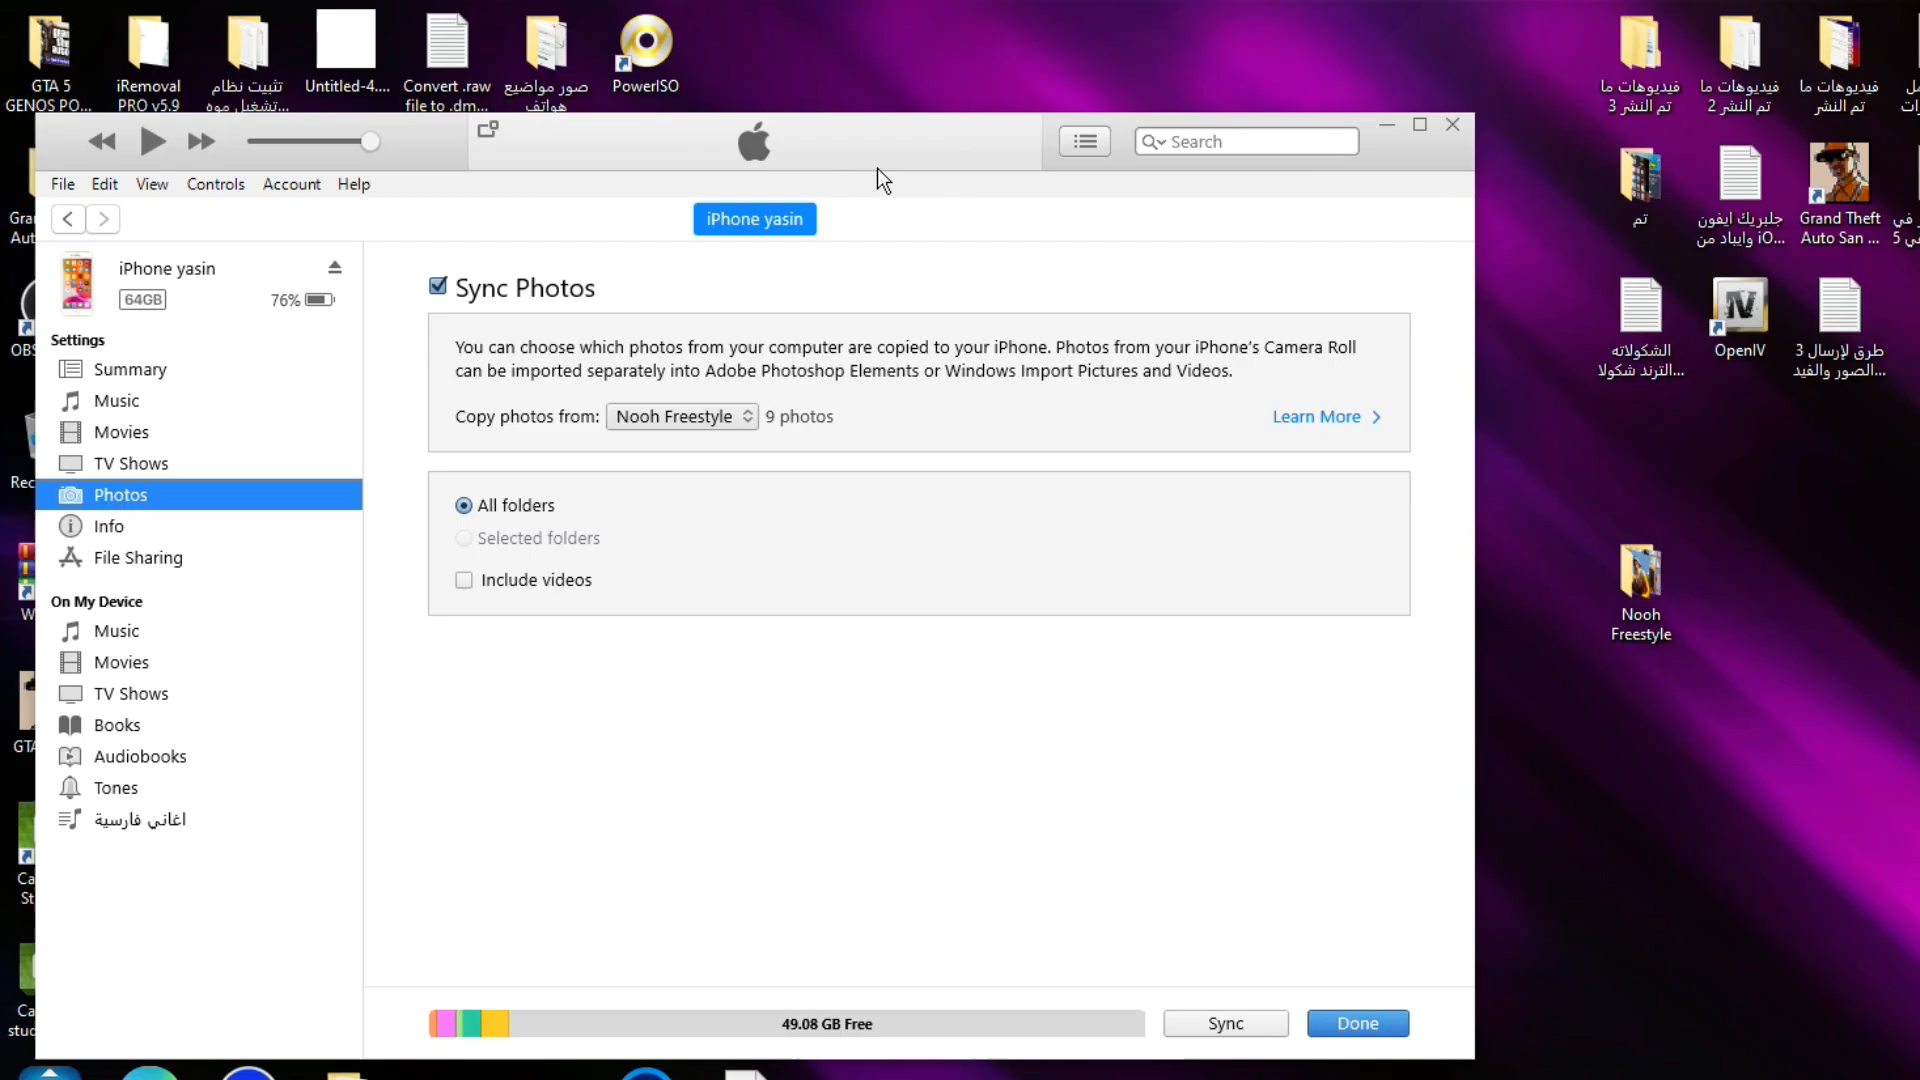 GTA 5
GENOS PO...
iRemoval
PRO v5.9
تثبيت نظام
تشغيل موه...
Untitled-4....
Convert .raw
file to .dm...
صور مواضيع
هواتف
PowerISO
فيديوهات ما
تم النشر 3
فيديوهات ما
تم النشر 2
فيديوهات ما
تم النشر
Search
File Edit View Controls Account Help
iPhone yasin
iPhone yasin
64GB
76%
Settings
Summary
Music
Movies
TV Shows
Photos
Info
File Sharing
On My Device
Music
Movies
TV Shows
Books
Audiobooks
Tones
اغاني فارسية
Sync Photos
You can choose which photos from your computer are copied to your iPhone. Photos from your iPhone's Camera Roll
can be imported separately into Adobe Photoshop Elements or Windows Import Pictures and Videos.
Copy photos from: Nooh Freestyle 9 photos
Learn More
All folders
Selected folders
Include videos
49.08 GB Free
Sync
Done
تم
جلبريك ايفون
وايباد من iO...
Grand Theft
Auto San ...
الشكولاته
الترند شكولا...
OpenIV
3 طرق لإرسال
الصور والفيد...
Nooh
Freestyle